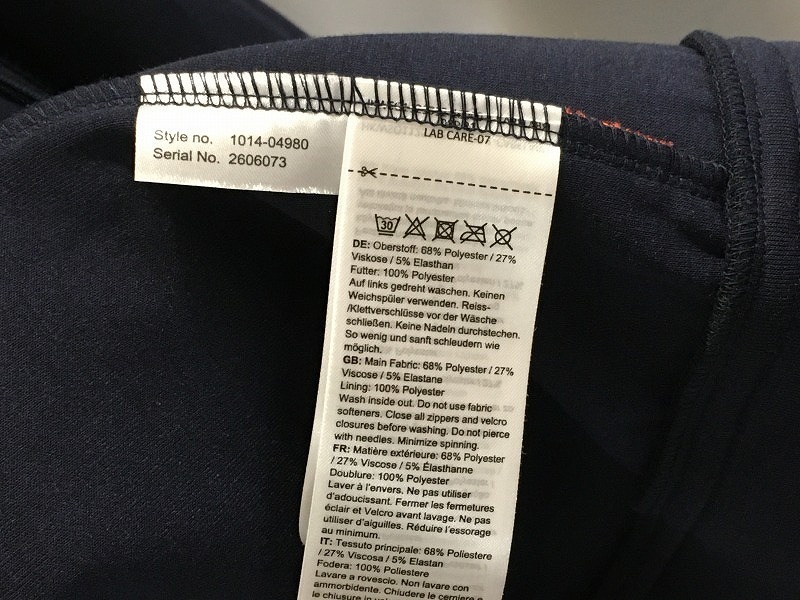 Style no. 1014-04980
Serial No. 2606073
LAB CARE-07
30
DE: Oberstoff: 68% Polyester / 27%
Viskose / 5% Elasthan
Futter: 100% Polyester
Auf links gedreht waschen. Keinen
Weichspüler verwenden. Reiss-
/Klettverschlüsse vor der Wäsche
schließen. Keine Nadeln durchstechen.
So wenig und sanft schleudern wie
möglich.
GB: Main Fabric: 68% Polyester / 27%
Viscose / 5% Elastane
Lining: 100% Polyester
Wash inside out. Do not use fabric
softeners. Close all zippers and velcro
closures before washing. Do not pierce
with needles. Minimize spinning.
FR: Matière extérieure: 68% Polyester
/ 27% Viscose / 5% Élasthanne
Doublure: 100% Polyester
Laver à l'envers. Ne pas utiliser
d'adoucissant. Fermer les fermetures
éclair et Velcro avant lavage. Ne pas
utiliser d'aiguilles. Réduire l'essorage
au minimum.
IT: Tessuto principale: 68% Poliestere
/ 27% Viscosa / 5% Elastan
Fodera: 100% Poliestere
Lavare a rovescio. Non lavare con
ammorbidente. Chiudere le cerniere e
le chiusure in